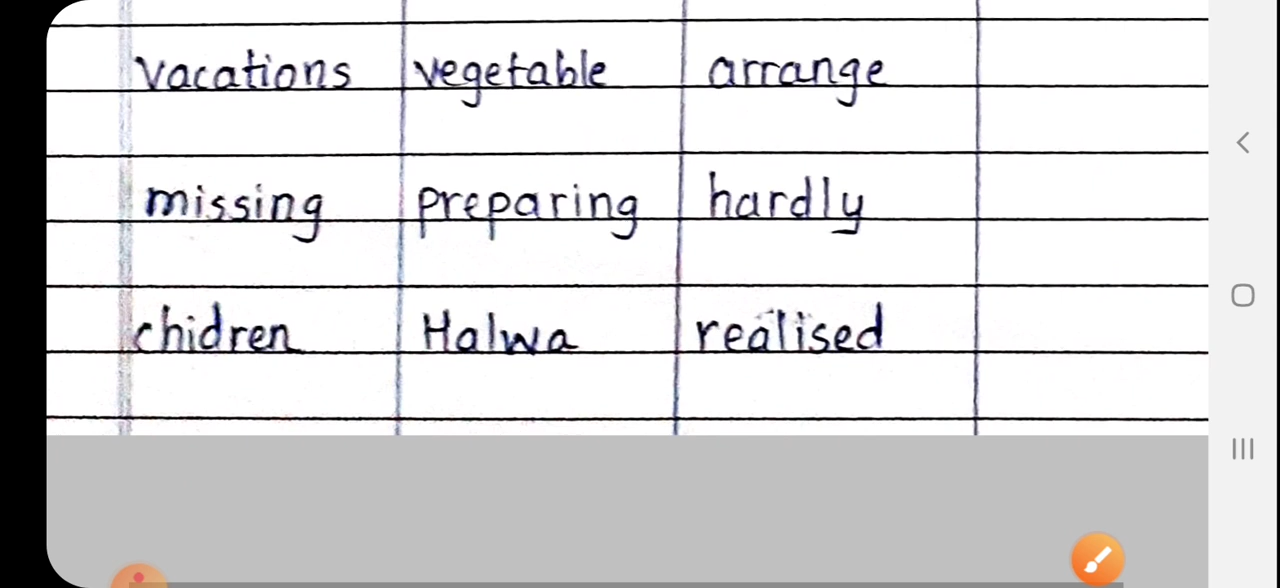 vacations vegetable arrange
missing preparing hardly
chidren Halwa realised